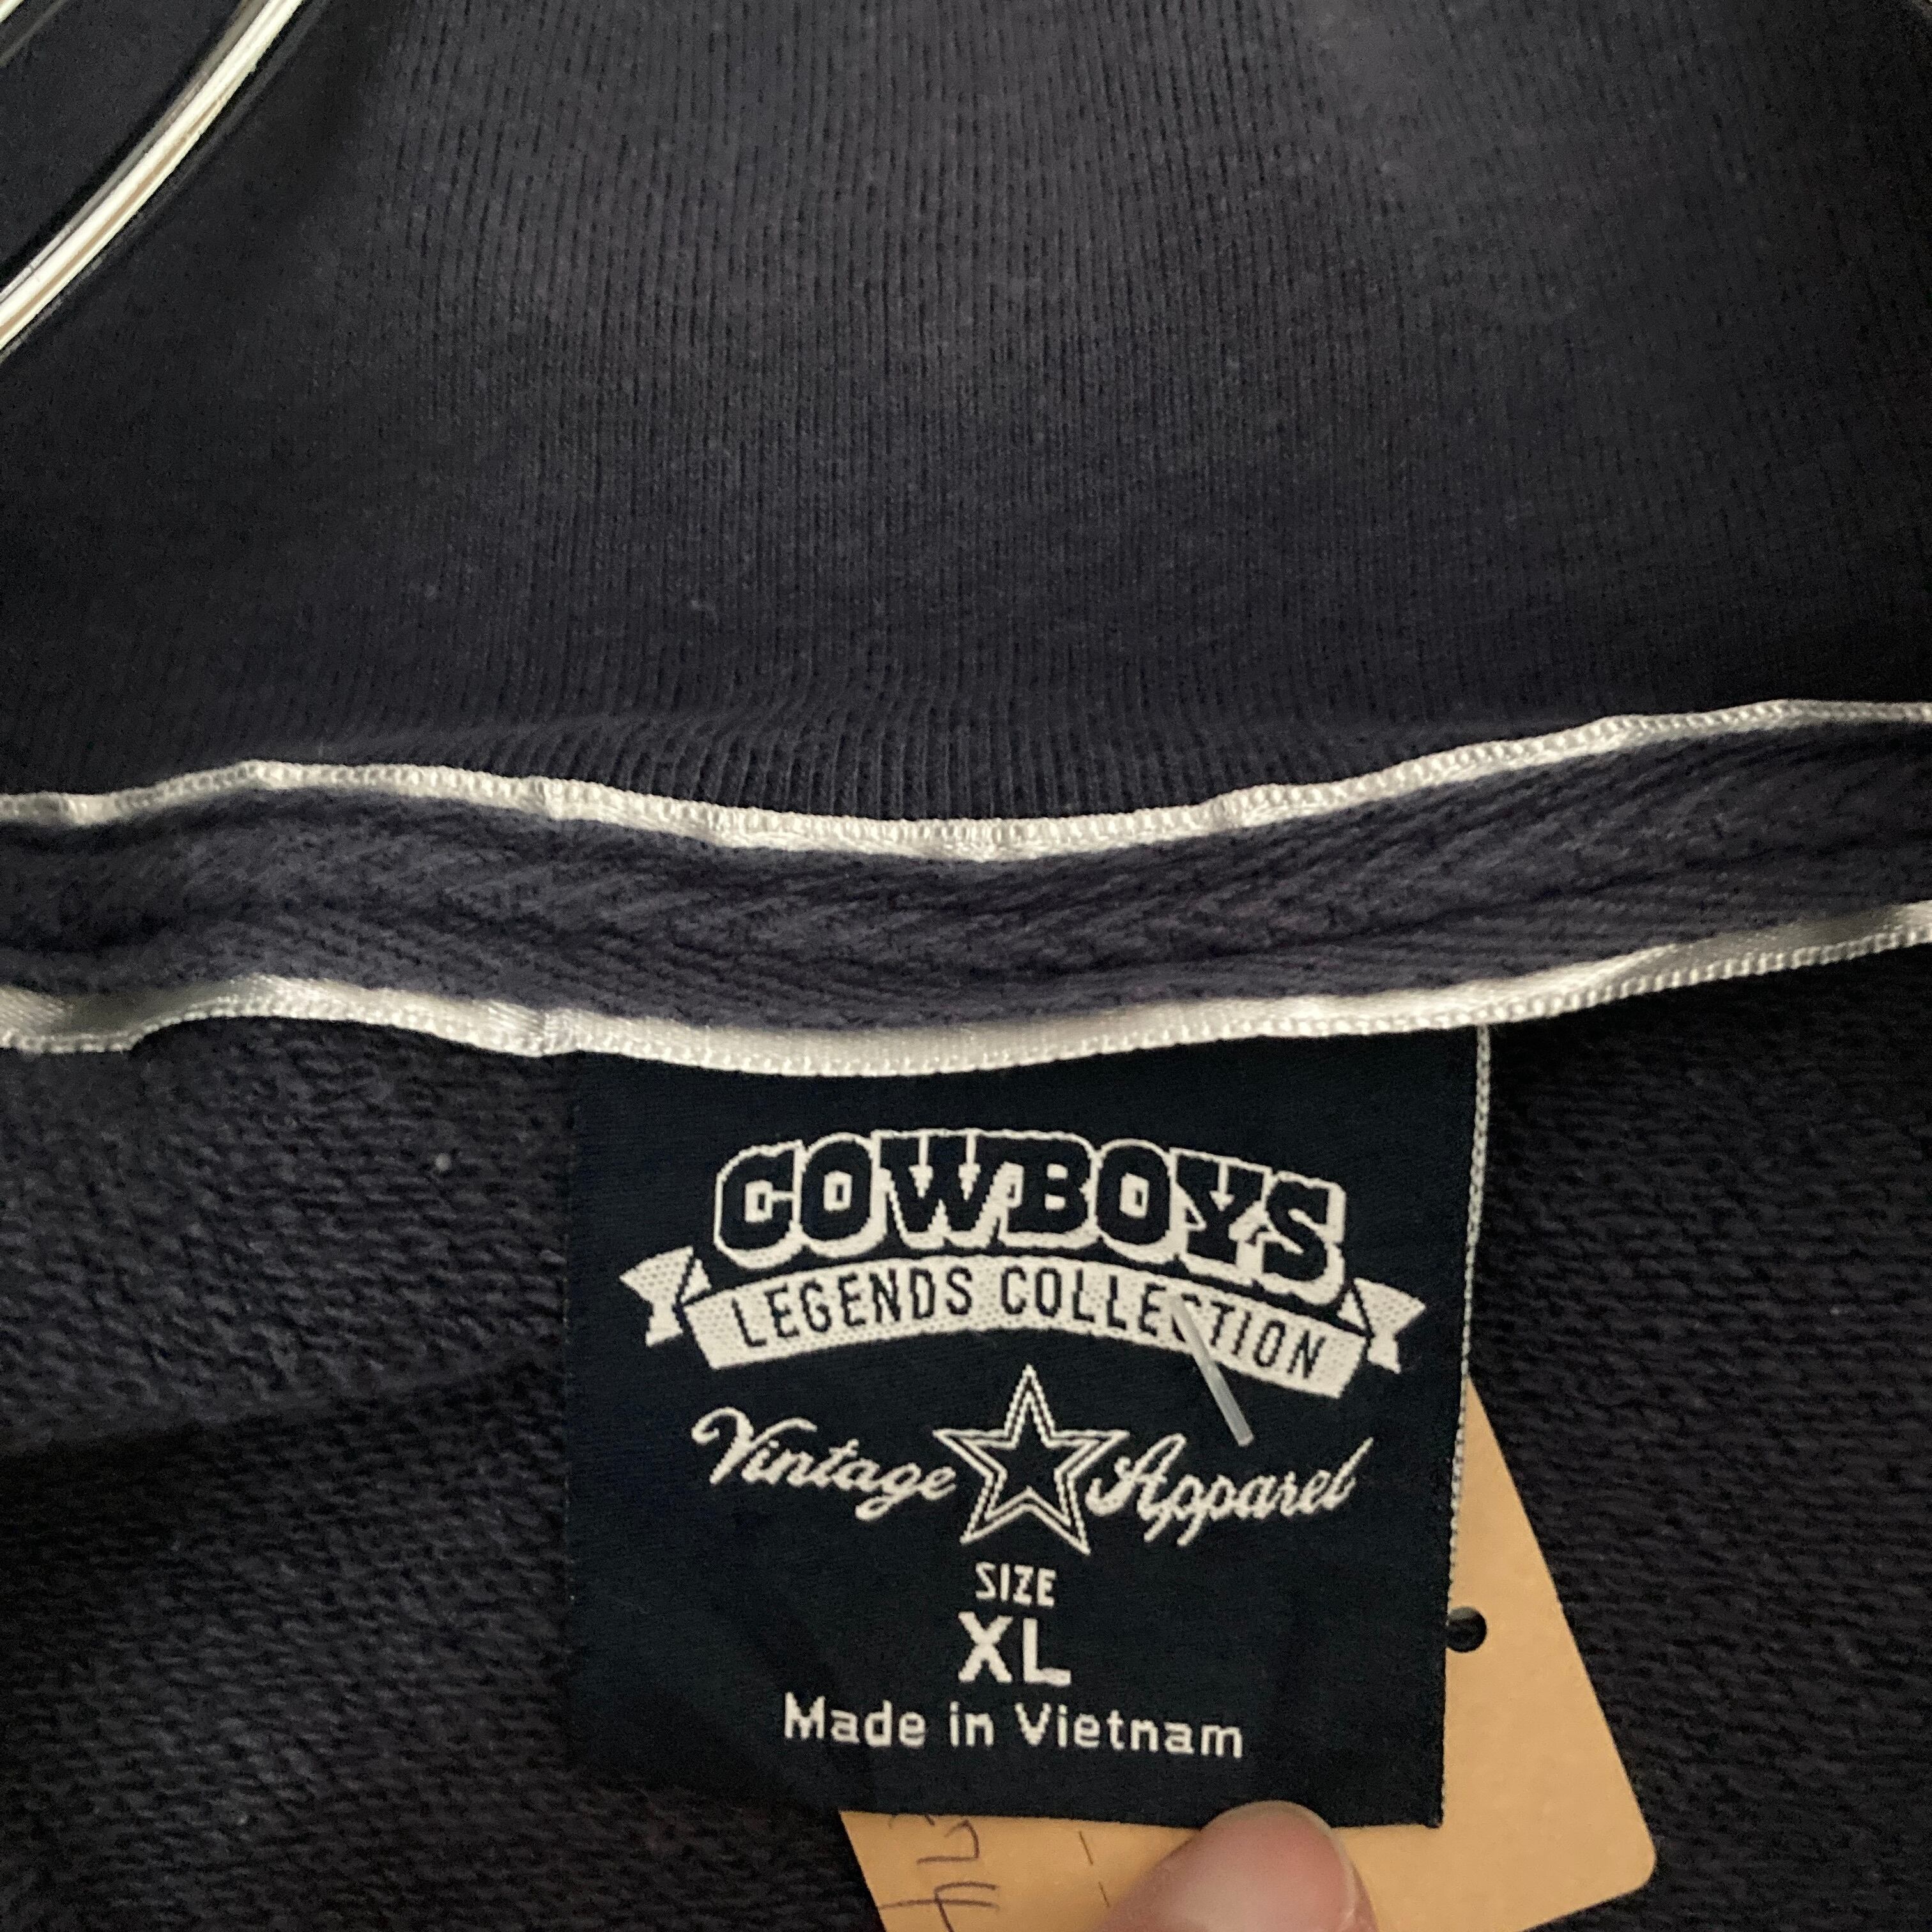 COWBOYS
LEGENDS COLLECTION
Vintage Apparel
SIZE
XL
Made in Vietnam